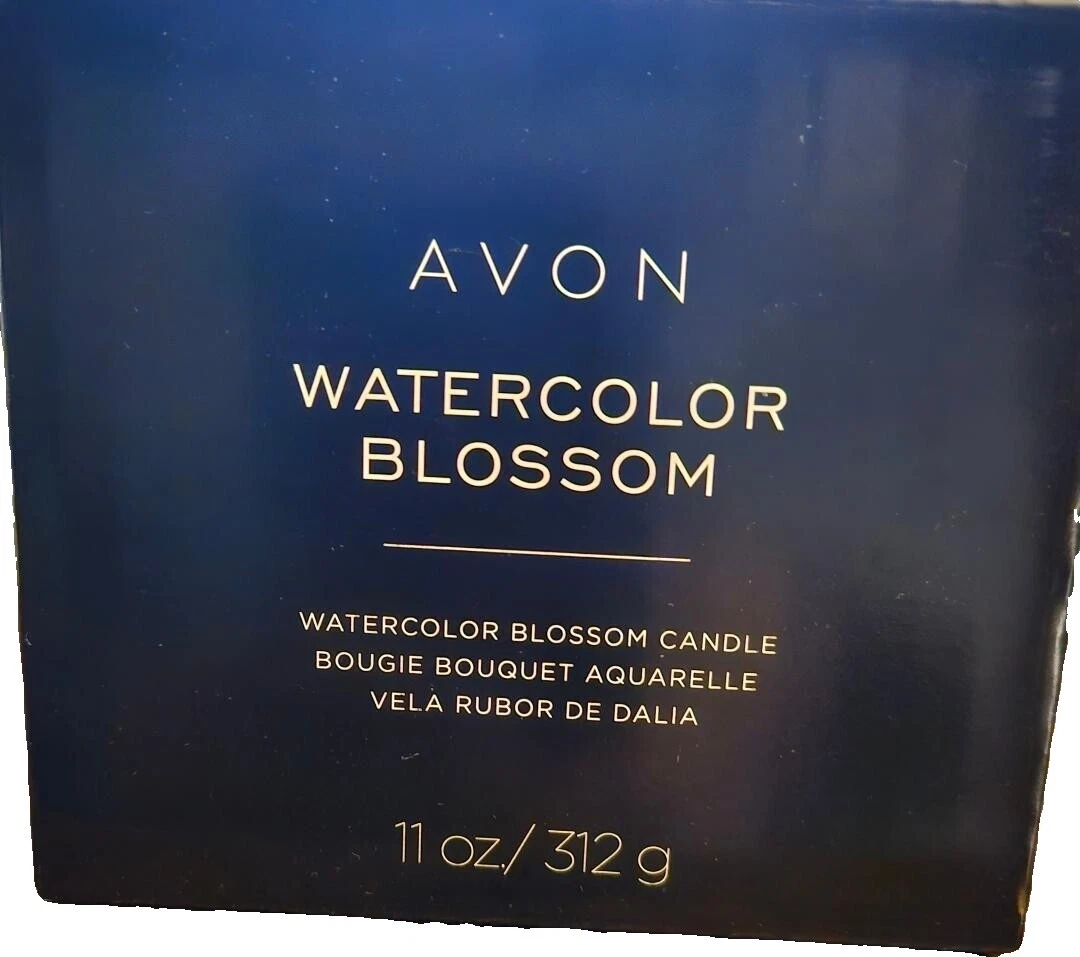 AVON
WATERCOLOR
BLOSSOM
WATERCOLOR BLOSSOM CANDLE
BOUGIE BOUQUET AQUARELLE
VELA RUBOR DE DALIA
11 oz./ 312 g